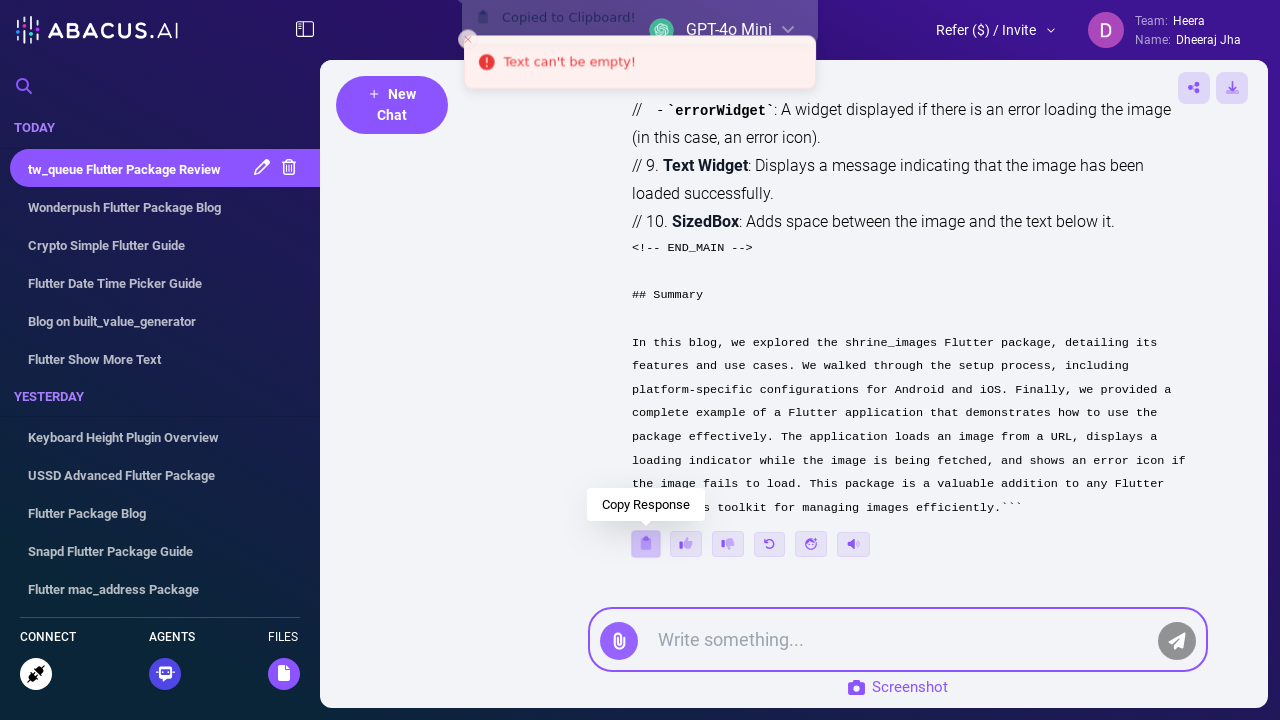 ABACUS.AI
Copied to Clipboard!
GPT-4o Mini
Text can't be empty!
Refer ($) / Invite
D
Team: Heera
Name: Dheeraj Jha
TODAY
tw_queue Flutter Package Review
Wonderpush Flutter Package Blog
Crypto Simple Flutter Guide
Flutter Date Time Picker Guide
Blog on built_value_generator
Flutter Show More Text
YESTERDAY
Keyboard Height Plugin Overview
USSD Advanced Flutter Package
Flutter Package Blog
Snapd Flutter Package Guide
Flutter mac_address Package
CONNECT
AGENTS
FILES
+ New
Chat
// - `errorWidget`: A widget displayed if there is an error loading the image
(in this case, an error icon).
// 9. Text Widget: Displays a message indicating that the image has been
loaded successfully.
// 10. SizedBox: Adds space between the image and the text below it.
<!-- END_MAIN -->
## Summary
In this blog, we explored the shrine_images Flutter package, detailing its
features and use cases. We walked through the setup process, including
platform-specific configurations for Android and iOS. Finally, we provided a
complete example of a Flutter application that demonstrates how to use the
package effectively. The application loads an image from a URL, displays a
loading indicator while the image is being fetched, and shows an error icon if
the image fails to load. This package is a valuable addition to any Flutter
s toolkit for managing images efficiently.```
Copy Response
Write something...
Screenshot